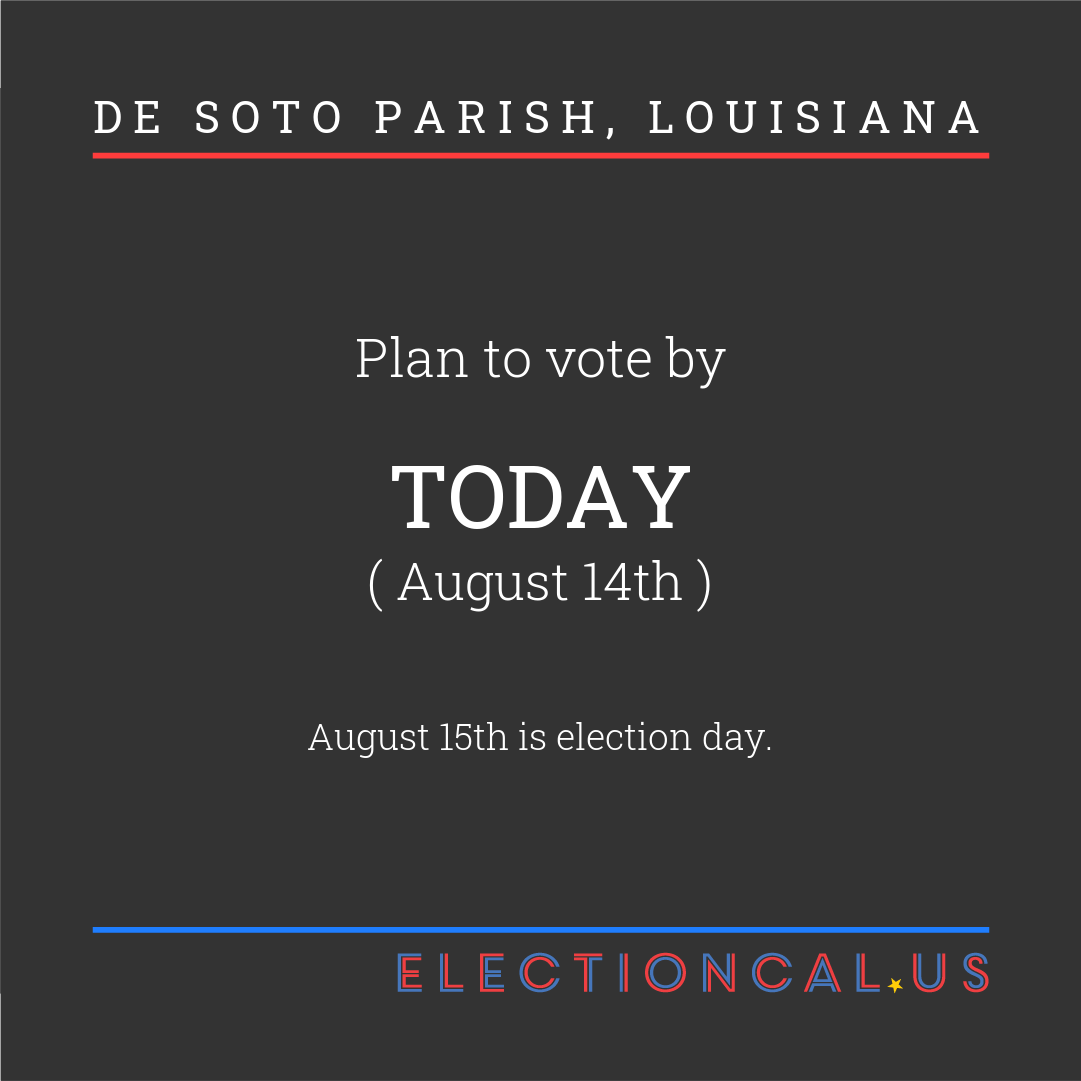 DE SOTO PARISH, LOUISIANA
Plan to vote by
TODAY
( August 14th )
August 15th is election day.
ELECTIONCAL.US